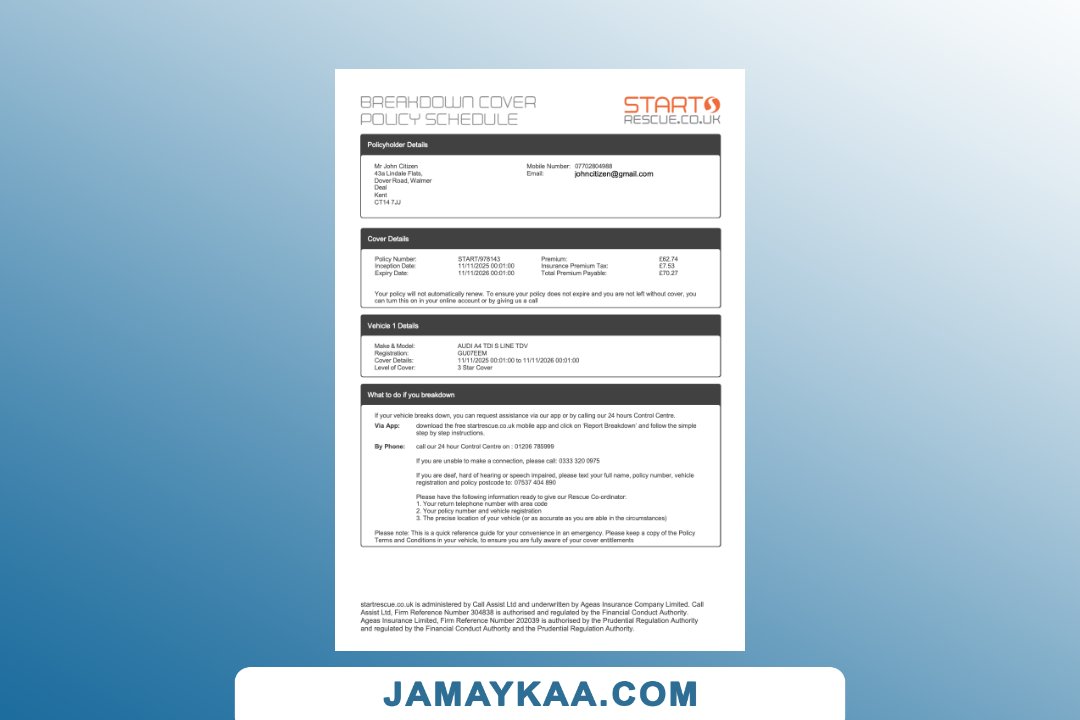 BREAKDOWN COVER
POLICY SCHEDULE
START
RESCUE.CO.UK
Policyholder Details
Mr John Citizen
43a Lindale Flats,
Dover Road, Walmer
Deal
Kent
CT14 7JJ
Mobile Number: 07702804988
Email: johncitizen@gmail.com
Cover Details
Policy Number: START/978143
Inception Date: 11/11/2025 00:01:00
Expiry Date: 11/11/2026 00:01:00
Premium: £62.74
Insurance Premium Tax: £7.53
Total Premium Payable: £70.27
Your policy will not automatically renew. To ensure your policy does not expire and you are not left without cover, you
can turn this on in your online account or by giving us a call
Vehicle 1 Details
Make & Model: AUDI A4 TDI S LINE TDV
Registration: GU07EEM
Cover Details: 11/11/2025 00:01:00 to 11/11/2026 00:01:00
Level of Cover: 3 Star Cover
What to do if you breakdown
If your vehicle breaks down, you can request assistance via our app or by calling our 24 hours Control Centre.
Via App: download the free startrescue.co.uk mobile app and click on 'Report Breakdown' and follow the simple
step by step instructions.
By Phone: call our 24 hour Control Centre on : 01206 785999
If you are unable to make a connection, please call: 0333 320 0975
If you are deaf, hard of hearing or speech impaired, please text your full name, policy number, vehicle
registration and policy postcode to: 07537 404 890
Please have the following information ready to give our Rescue Co-ordinator:
1. Your return telephone number with area code
2. Your policy number and vehicle registration
3. The precise location of your vehicle (or as accurate as you are able in the circumstances)
Please note: This is a quick reference guide for your convenience in an emergency. Please keep a copy of the Policy
Terms and Conditions in your vehicle, to ensure you are fully aware of your cover entitlements
startrescue.co.uk is administered by Call Assist Ltd and underwritten by Ageas Insurance Company Limited. Call
Assist Ltd, Firm Reference Number 304838 is authorised and regulated by the Financial Conduct Authority.
Ageas Insurance Limited, Firm Reference Number 202039 is authorised by the Prudential Regulation Authority
and regulated by the Financial Conduct Authority and the Prudential Regulation Authority.
JAMAYKAA.COM